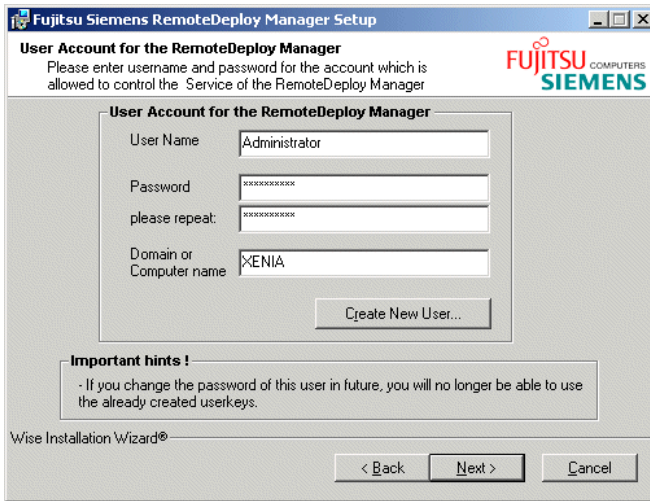 Fujitsu Siemens RemoteDeploy Manager Setup
User Account for the RemoteDeploy Manager
Please enter username and password for the account which is
allowed to control the Service of the RemoteDeploy Manager
FUJITSU COMPUTERS
SIEMENS
User Account for the RemoteDeploy Manager
User Name
Administrator
Password
**********
please repeat:
**********
Domain or
Computer name
XENIA
Create New User...
Important hints !
- If you change the password of this user in future, you will no longer be able to use
the already created userkeys.
Wise Installation Wizard®
< Back
Next >
Cancel